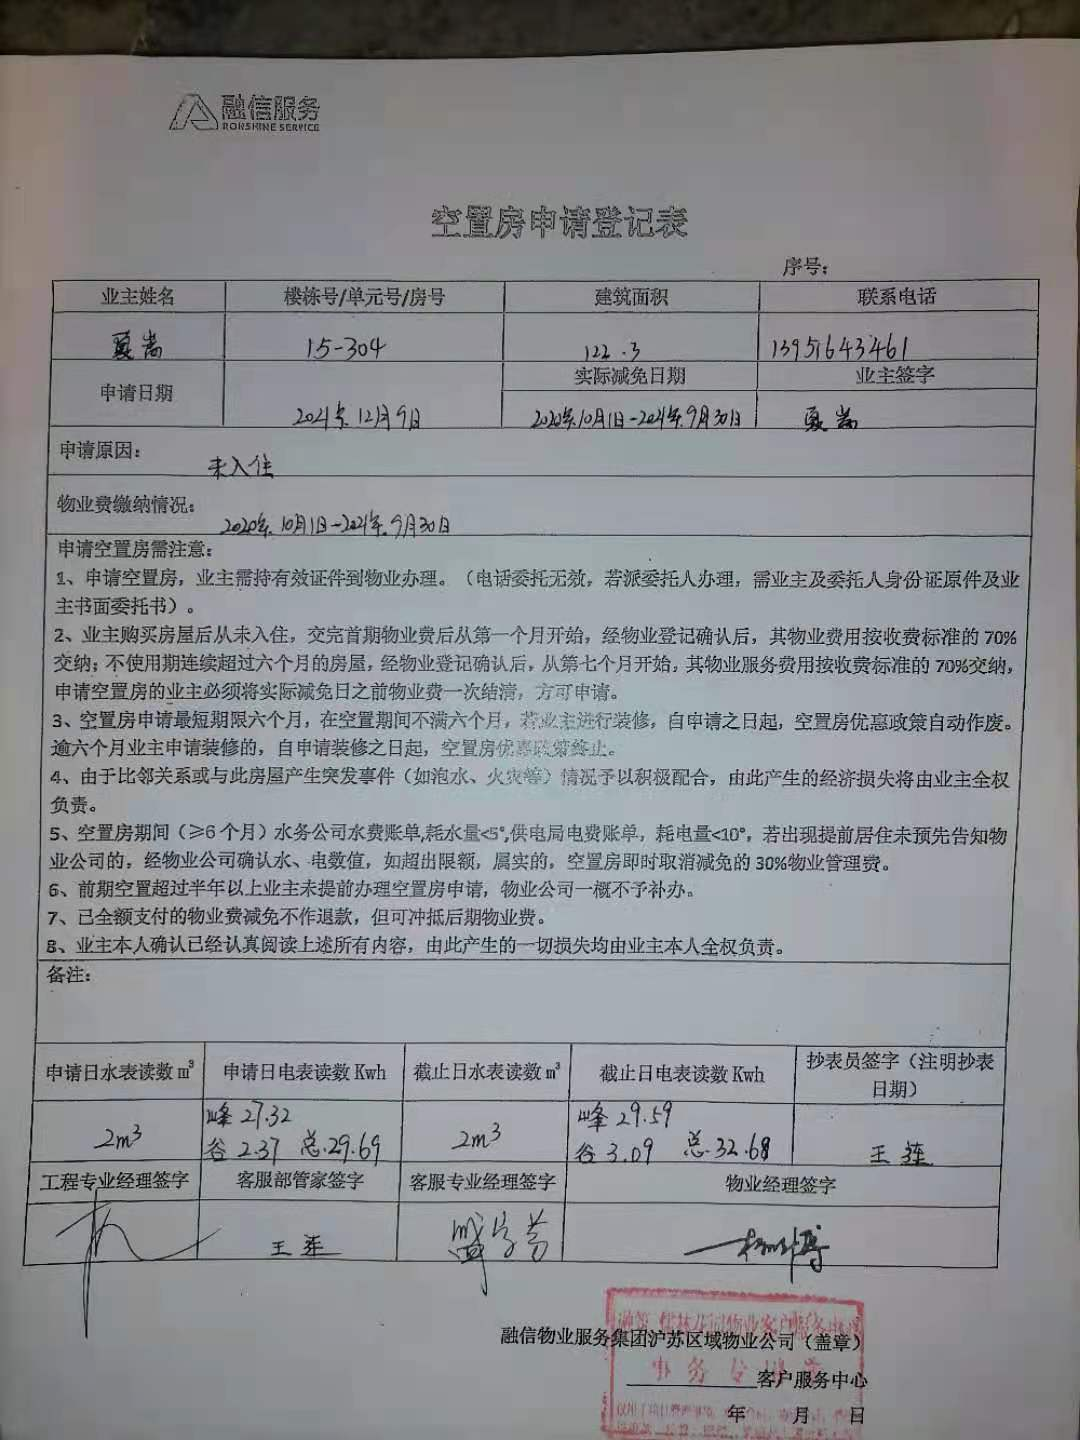 融信服务
RONSHINE SERVICE
空置房申请登记表
序号：
业主姓名 楼栋号/单元号/房号 建筑面积 联系电话
夏嵩 15-304 122.3 13951643461
申请日期 实际减免日期 业主签字
2021年.12月9日 2020年.10月1日-2021年.9月30日 夏嵩
申请原因：
未入住
物业费缴纳情况：
2020年.10月1日-2021年.9月30日
申请空置房需注意：
1、申请空置房，业主需持有效证件到物业办理。（电话委托无效，若派委托人办理，需业主及委托人身份证原件及业
主书面委托书）。
2、业主购买房屋后从未入住，交完首期物业费后从第一个月开始，经物业登记确认后，其物业费用按收费标准的 70%
交纳；不使用期连续超过六个月的房屋，经物业登记确认后，从第七个月开始，其物业服务费用按收费标准的 70%交纳，
申请空置房的业主必须将实际减免日之前物业费一次结清，方可申请。
3、空置房申请最短期限六个月，在空置期间不满六个月，若业主进行装修，自申请之日起，空置房优惠政策自动作废。
逾六个月业主申请装修的，自申请装修之日起，空置房优惠政策终止。
4、由于比邻关系或与此房屋产生突发事件（如泡水、火灾等）情况予以积极配合，由此产生的经济损失将由业主全权
负责。
5、空置房期间（≥6 个月）水务公司水费账单,耗水量<5°,供电局电费账单，耗电量<10°，若出现提前居住未预先告知物
业公司的，经物业公司确认水、电数值，如超出限额，属实的，空置房即时取消减免的 30%物业管理费。
6、前期空置超过半年以上业主未提前办理空置房申请，物业公司一概不予补办。
7、已全额支付的物业费减免不作退款，但可冲抵后期物业费。
8、业主本人确认已经认真阅读上述所有内容，由此产生的一切损失均由业主本人全权负责。
备注：
申请日水表读数 m³ 申请日电表读数 Kwh 截止日水表读数 m³ 截止日电表读数 Kwh 抄表员签字（注明抄表
日期）
2m³ 峰 27.32 2m³ 峰 29.59
谷 2.37 总.29.69 谷 3.09 总.32.68 王莲
工程专业经理签字 客服部管家签字 客服专业经理签字 物业经理签字
王莲
融信物业服务集团沪苏区域物业公司（盖章）
客户服务中心
年 月 日